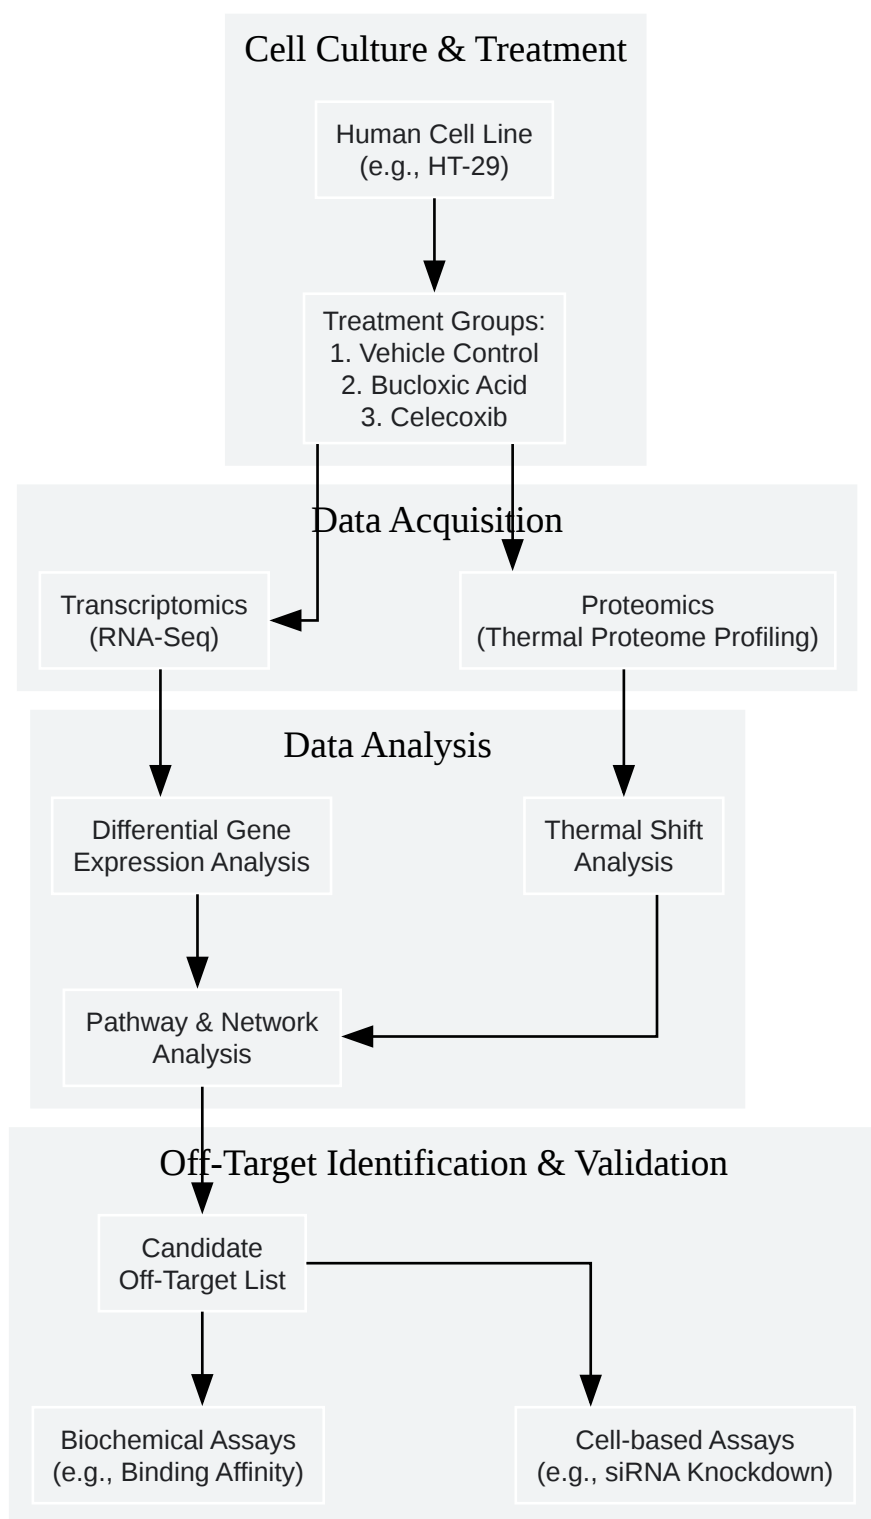 Cell Culture & Treatment
Human Cell Line
(e.g., HT-29)
Treatment Groups:
1. Vehicle Control
2. Bucloxic Acid
3. Celecoxib
Data Acquisition
Transcriptomics
(RNA-Seq)
Proteomics
(Thermal Proteome Profiling)
Data Analysis
Differential Gene
Expression Analysis
Thermal Shift
Analysis
Pathway & Network
Analysis
Off-Target Identification & Validation
Candidate
Off-Target List
Biochemical Assays
(e.g., Binding Affinity)
Cell-based Assays
(e.g., siRNA Knockdown)